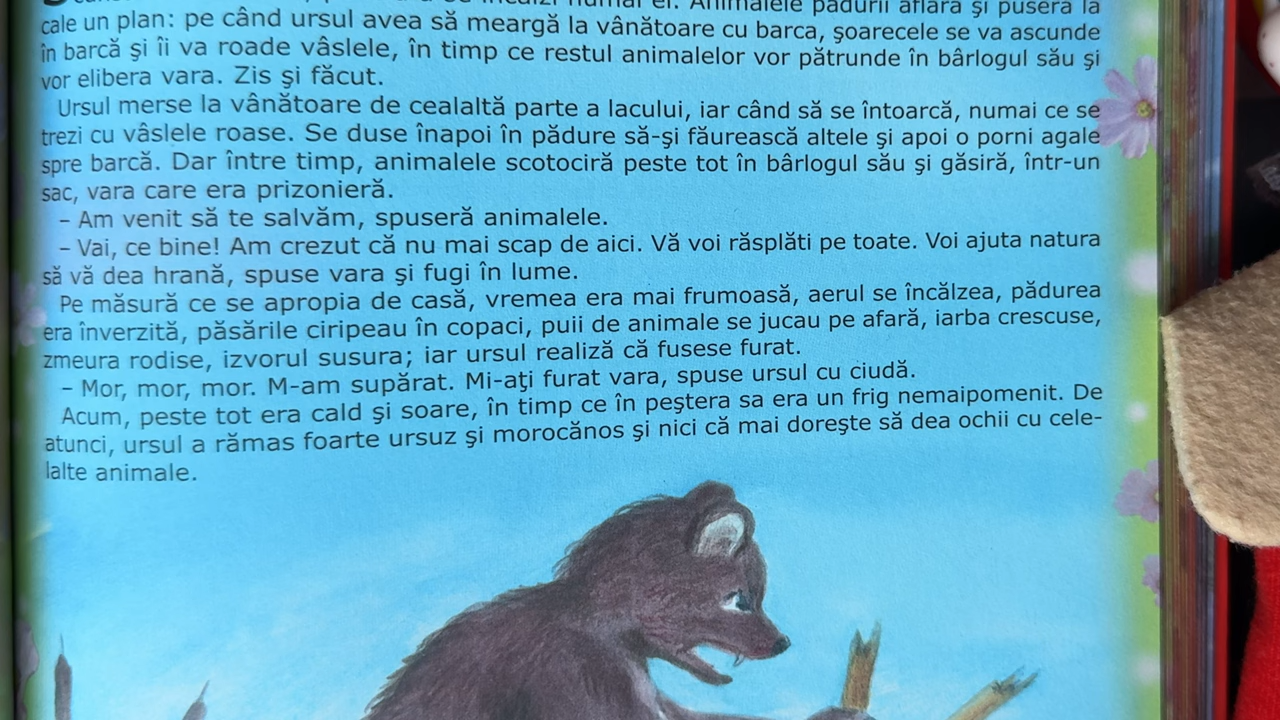 încălzi numai el. Animalele pădurii aflară şi puseră la
cale un plan: pe când ursul avea să meargă la vânătoare cu barca, şoarecele se va ascunde
în barcă şi îi va roade vâslele, în timp ce restul animalelor vor pătrunde în bârlogul său şi
vor elibera vara. Zis şi făcut.
Ursul merse la vânătoare de cealaltă parte a lacului, iar când să se întoarcă, numai ce se
trezi cu vâslele roase. Se duse înapoi în pădure să-şi făurească altele şi apoi o porni agale
spre barcă. Dar între timp, animalele scotociră peste tot în bârlogul său şi găsiră, într-un
sac, vara care era prizonieră.
– Am venit să te salvăm, spuseră animalele.
– Vai, ce bine! Am crezut că nu mai scap de aici. Vă voi răsplăti pe toate. Voi ajuta natura
să vă dea hrană, spuse vara şi fugi în lume.
Pe măsură ce se apropia de casă, vremea era mai frumoasă, aerul se încălzea, pădurea
era înverzită, păsările ciripeau în copaci, puii de animale se jucau pe afară, iarba crescuse,
zmeura rodise, izvorul susura; iar ursul realiză că fusese furat.
– Mor, mor, mor. M-am supărat. Mi-aţi furat vara, spuse ursul cu ciudă.
Acum, peste tot era cald şi soare, în timp ce în peştera sa era un frig nemaipomenit. De
atunci, ursul a rămas foarte ursuz şi morocănos şi nici că mai doreşte să dea ochii cu cele-
lalte animale.